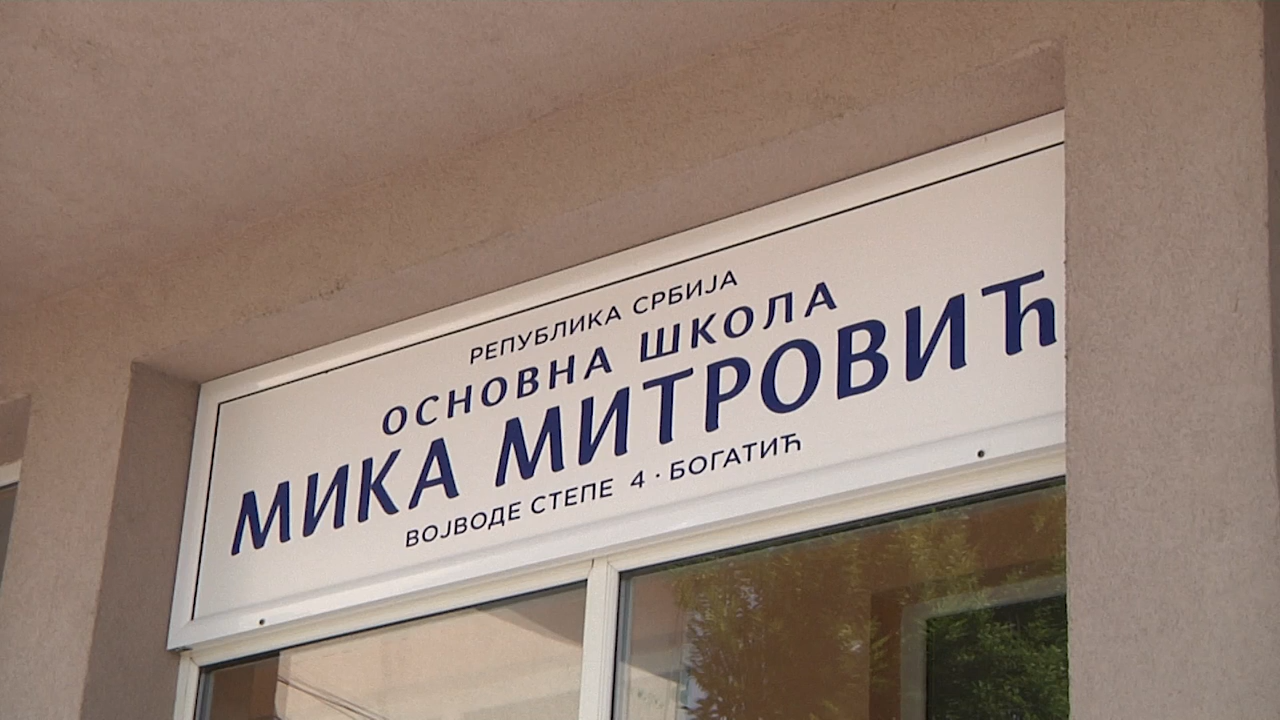 РЕПУБЛИКА СРБИЈА
ОСНОВНА ШКОЛА
МИКА МИТРОВИЋ
ВОЈВОДЕ СТЕПЕ 4 · БОГАТИЋ